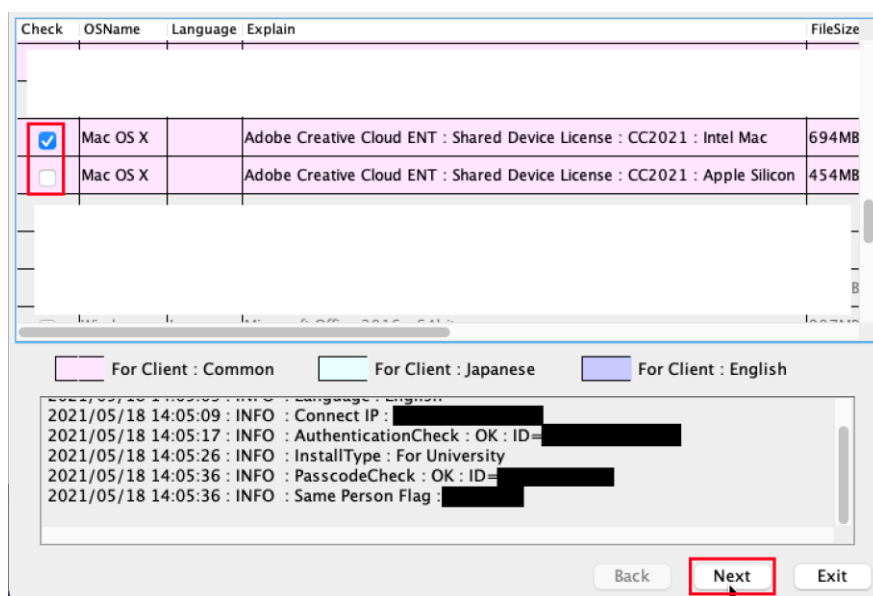 Check OSName Language Explain FileSize
Mac OS X Adobe Creative Cloud ENT : Shared Device License : CC2021 : Intel Mac 694MB
Mac OS X Adobe Creative Cloud ENT : Shared Device License : CC2021 : Apple Silicon 454MB
B
For Client : Common For Client : Japanese For Client : English
2021/05/18 14:05:09 : INFO : Connect IP :
2021/05/18 14:05:17 : INFO : AuthenticationCheck : OK : ID=
2021/05/18 14:05:26 : INFO : InstallType : For University
2021/05/18 14:05:36 : INFO : PasscodeCheck : OK : ID=
2021/05/18 14:05:36 : INFO : Same Person Flag :
Back Next Exit